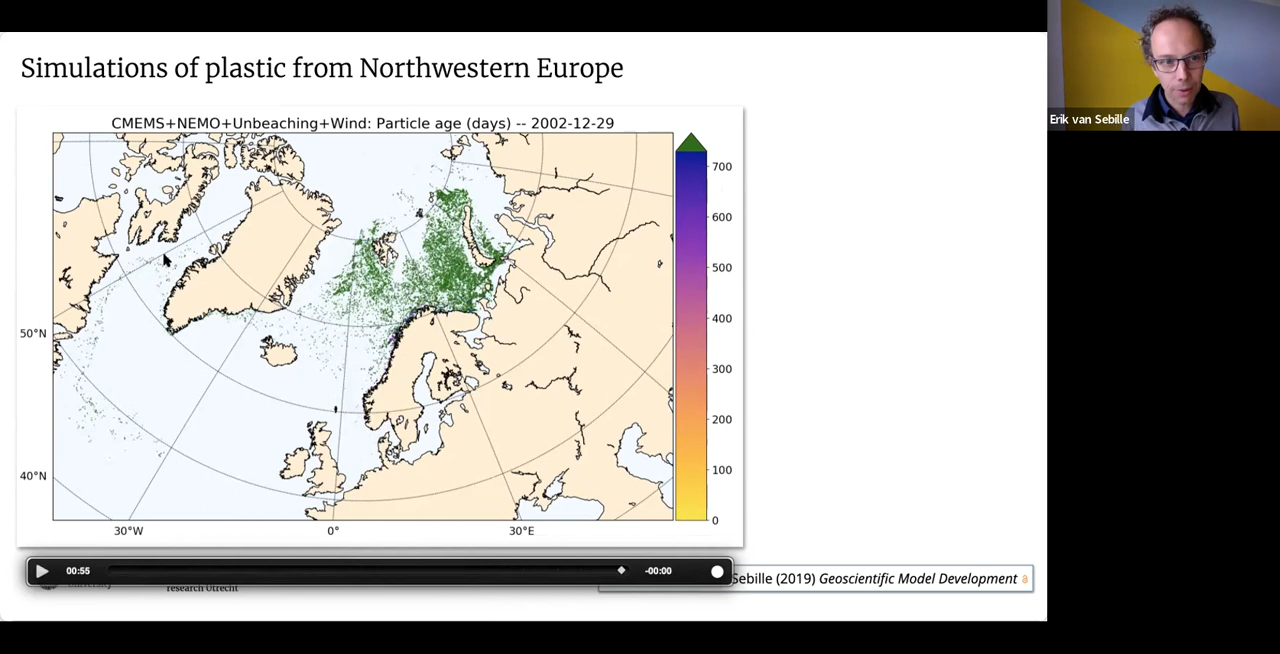 Simulations of plastic from Northwestern Europe
Erik van Sebille
CMEMS+NEMO+Unbeaching+Wind: Particle age (days) -- 2002-12-29
700
600
500
400
300
200
100
0
50°N
40°N
30°W
0°
30°E
00:55
-00:00
research Utrecht
Sebille (2019) Geoscientific Model Development a